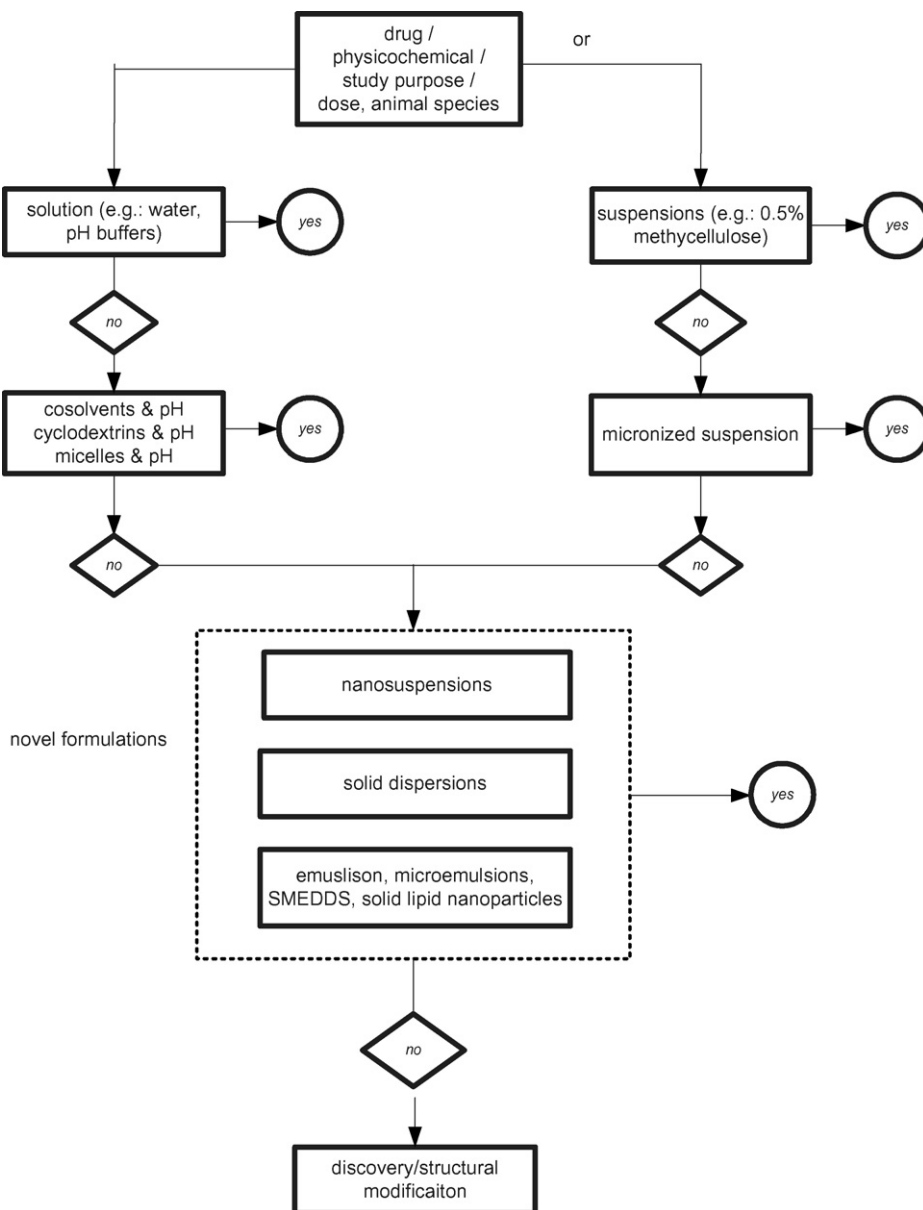 drug /
physicochemical /
study purpose /
dose, animal species
or
solution (e.g.: water,
pH buffers)
yes
suspensions (e.g.: 0.5%
methycellulose)
yes
no
no
cosolvents & pH
cyclodextrins & pH
micelles & pH
yes
micronized suspension
yes
no
no
novel formulations
nanosuspensions
solid dispersions
emuslison, microemulsions,
SMEDDS, solid lipid nanoparticles
yes
no
discovery/structural
modificaiton